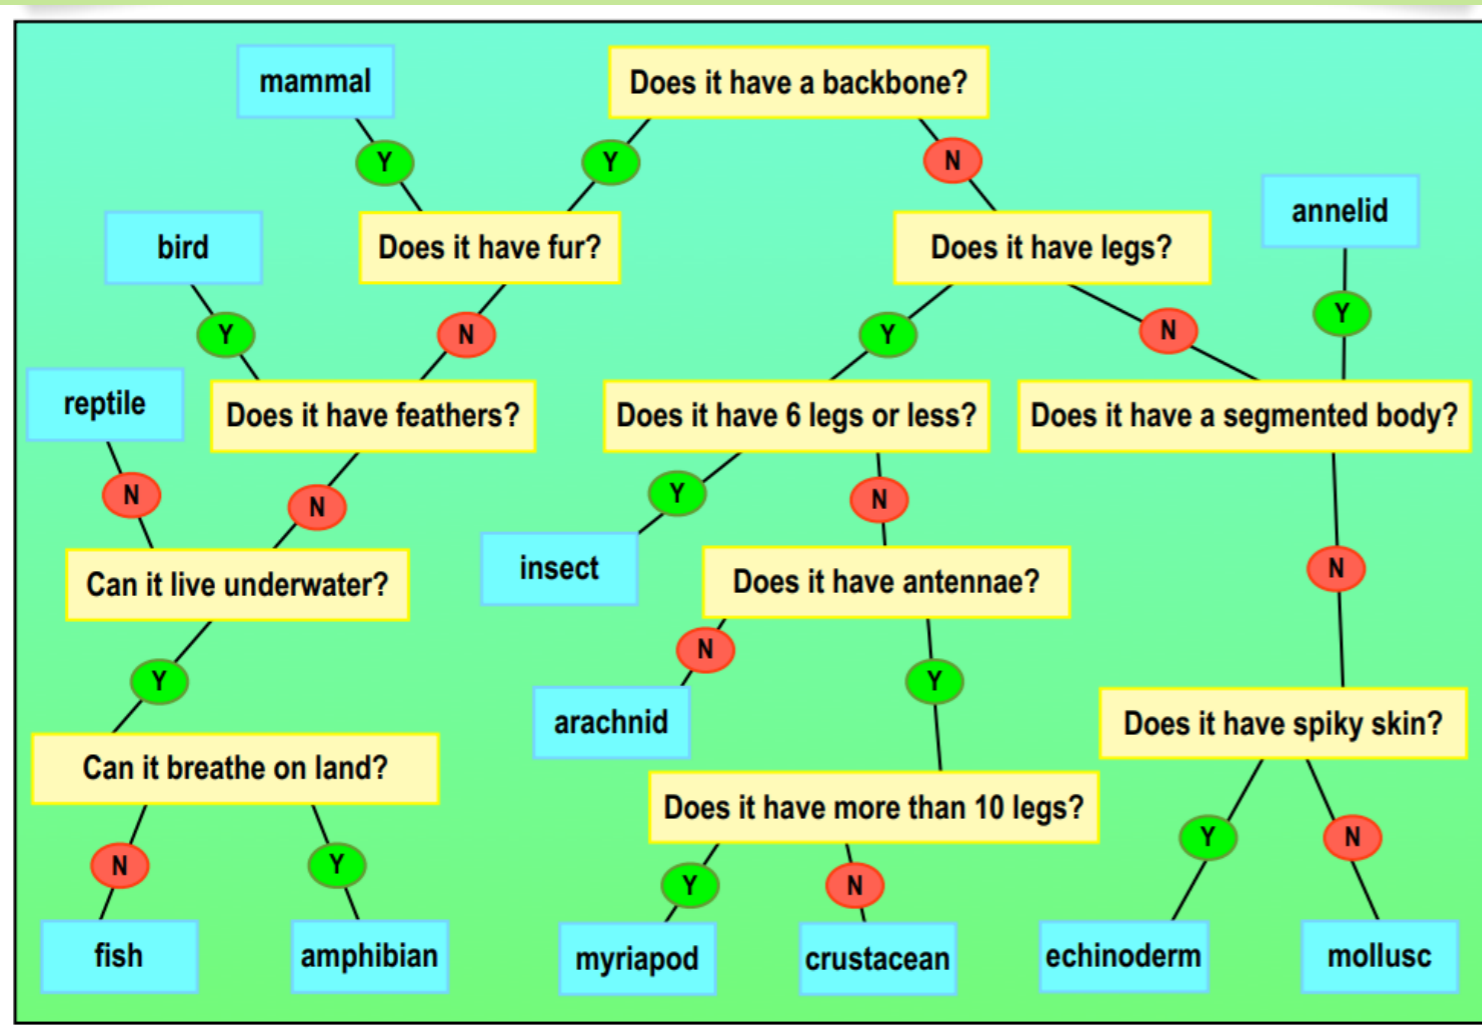 mammal
Does it have a backbone?
Y
Y
N
annelid
bird
Does it have fur?
Does it have legs?
Y
N
Y
N
Y
reptile
Does it have feathers?
Does it have 6 legs or less?
Does it have a segmented body?
N
N
Y
N
insect
Can it live underwater?
Does it have antennae?
N
N
Y
Y
arachnid
Does it have spiky skin?
Can it breathe on land?
Does it have more than 10 legs?
N
Y
Y
N
Y
N
fish
amphibian
myriapod
crustacean
echinoderm
mollusc